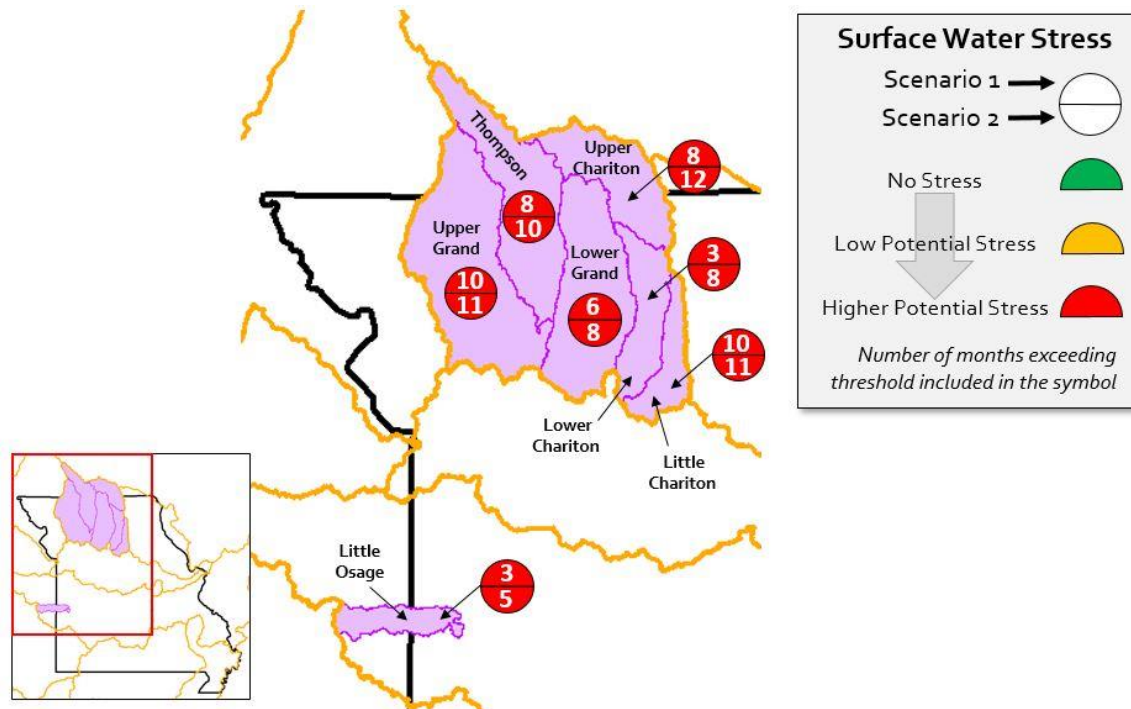 Thompson
Upper
Chariton
8
12
8
10
Upper
Grand
Lower
Grand
3
8
10
11
6
8
10
11
Lower
Chariton
Little
Chariton
Little
Osage
3
5
Surface Water Stress
Scenario 1
Scenario 2
No Stress
Low Potential Stress
Higher Potential Stress
Number of months exceeding
threshold included in the symbol